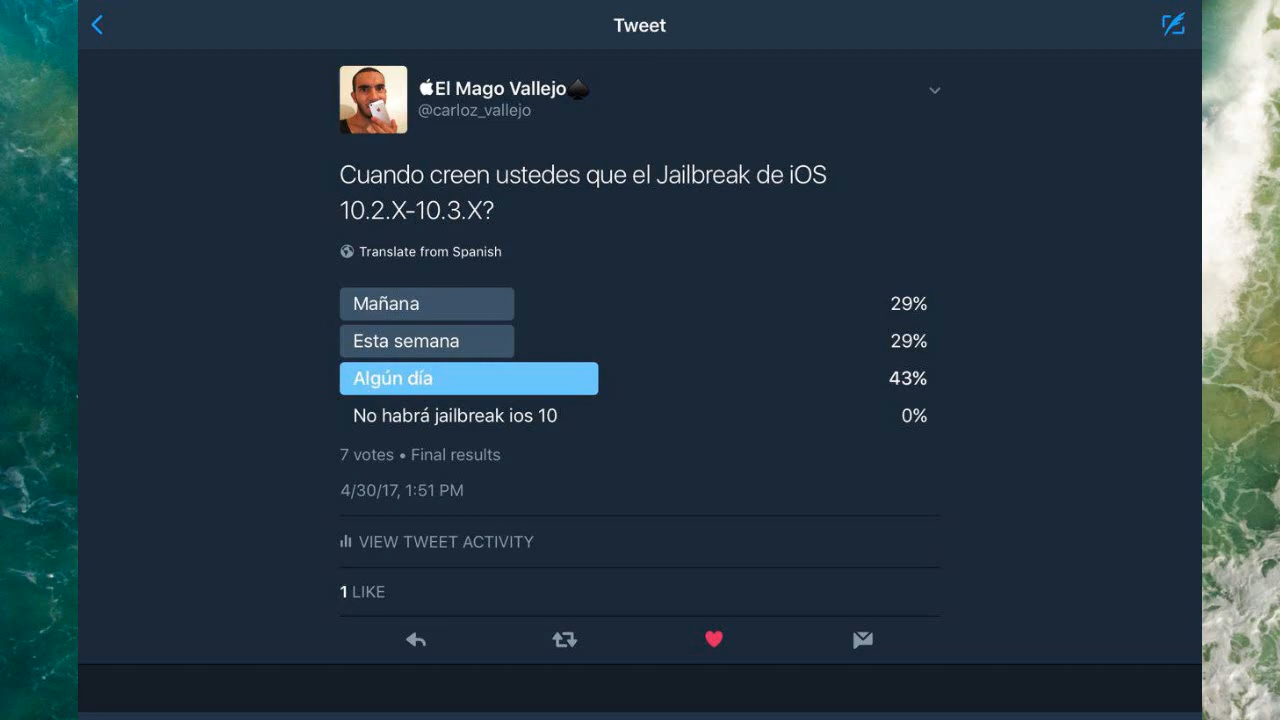 Tweet
El Mago Vallejo
@carloz_vallejo
Cuando creen ustedes que el Jailbreak de iOS
10.2.X-10.3.X?
Translate from Spanish
Mañana 29%
Esta semana 29%
Algún día 43%
No habrá jailbreak ios 10 0%
7 votes • Final results
4/30/17, 1:51 PM
VIEW TWEET ACTIVITY
1 LIKE